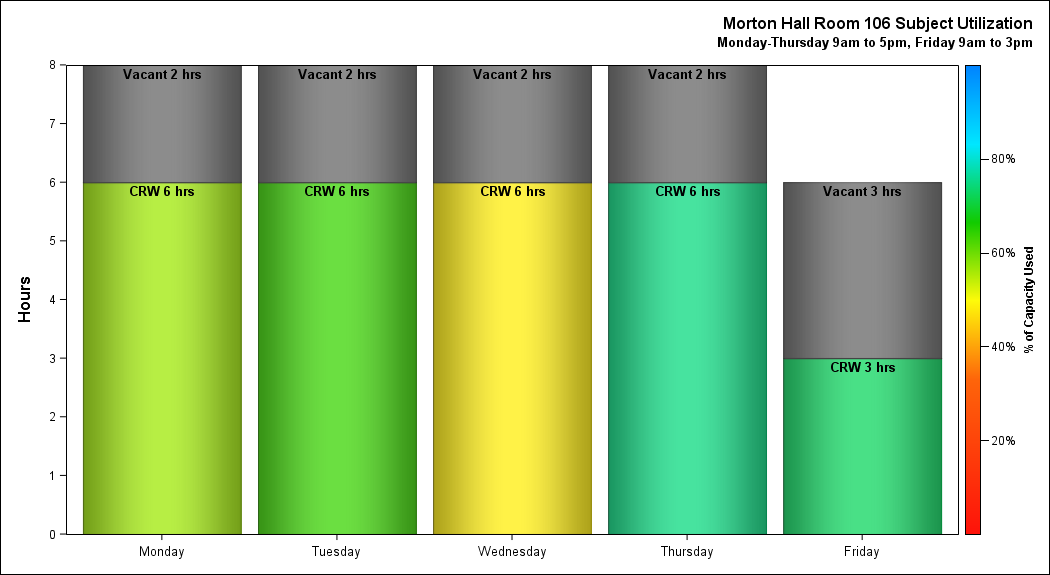 Morton Hall Room 106 Subject Utilization
Monday-Thursday 9am to 5pm, Friday 9am to 3pm
8
7
6
5
4
3
2
1
0
Hours
Vacant 2 hrs
Vacant 2 hrs
Vacant 2 hrs
Vacant 2 hrs
CRW 6 hrs
CRW 6 hrs
CRW 6 hrs
CRW 6 hrs
Vacant 3 hrs
CRW 3 hrs
Monday
Tuesday
Wednesday
Thursday
Friday
80%
60%
40%
20%
% of Capacity Used